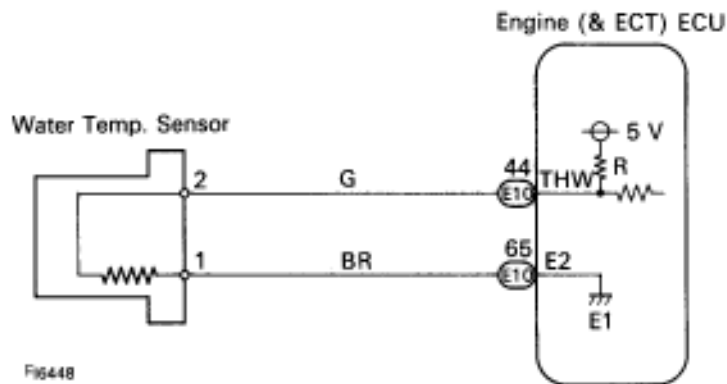 Engine (& ECT) ECU
Water Temp. Sensor
5 V
2
G
44
E10
THW
R
1
BR
65
E10
E2
E1
FI6448